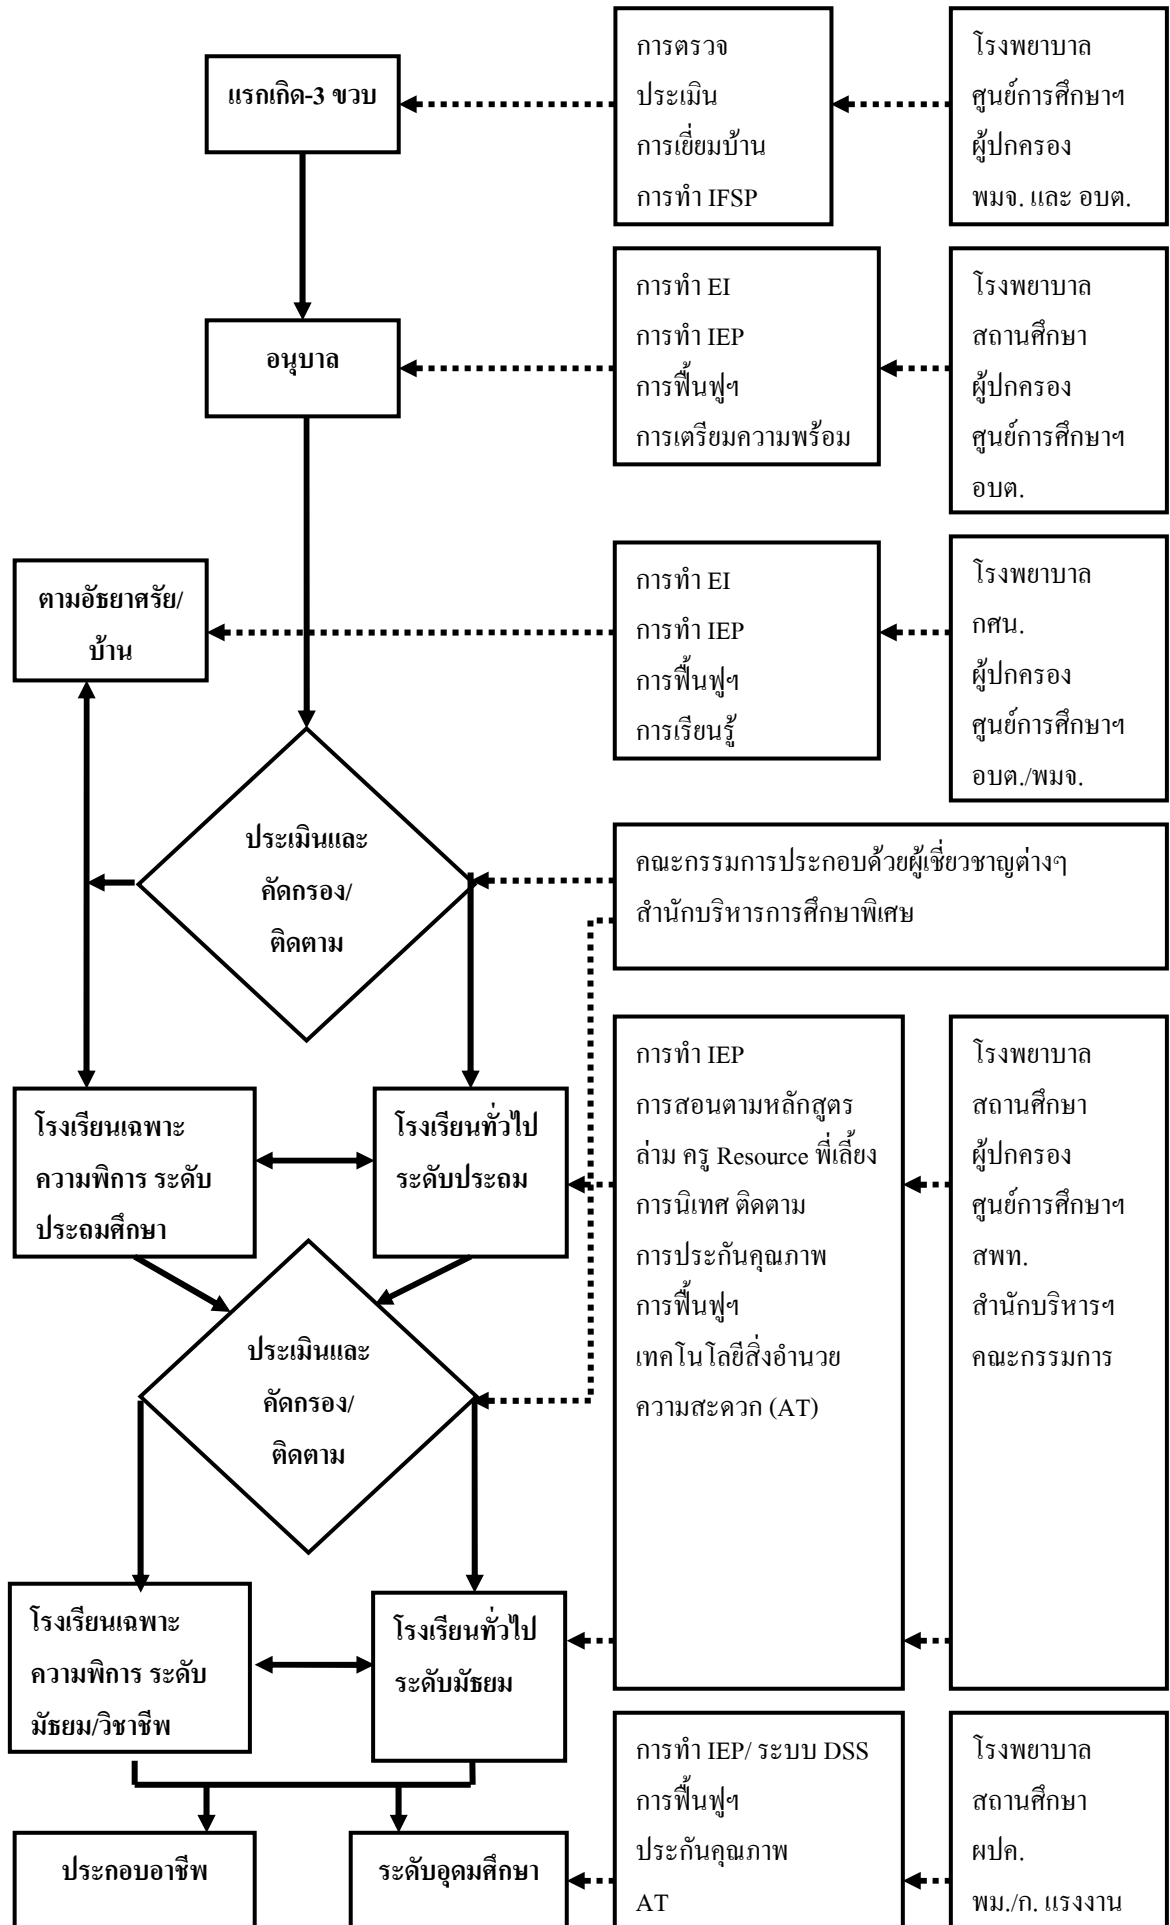 แรกเกิด-3 ขวบ
การตรวจ
ประเมิน
การเยี่ยมบ้าน
การทำ IFSP
โรงพยาบาล
ศูนย์การศึกษาฯ
ผู้ปกครอง
พมจ. และ อบต.
อนุบาล
การทำ EI
การทำ IEP
การฟื้นฟูฯ
การเตรียมความพร้อม
โรงพยาบาล
สถานศึกษา
ผู้ปกครอง
ศูนย์การศึกษาฯ
อบต.
ตามอัธยาศรัย/
บ้าน
การทำ EI
การทำ IEP
การฟื้นฟูฯ
การเรียนรู้
โรงพยาบาล
กศน.
ผู้ปกครอง
ศูนย์การศึกษาฯ
อบต./พมจ.
ประเมินและ
คัดกรอง/
ติดตาม
คณะกรรมการประกอบด้วยผู้เชี่ยวชาญต่างๆ
สำนักบริหารการศึกษาพิเศษ
โรงเรียนเฉพาะ
ความพิการ ระดับ
ประถมศึกษา
โรงเรียนทั่วไป
ระดับประถม
การทำ IEP
การสอนตามหลักสูตร
ล่าม ครู Resource พี่เลี้ยง
การนิเทศ ติดตาม
การประกันคุณภาพ
การฟื้นฟูฯ
เทคโนโลยีสิ่งอำนวย
ความสะดวก (AT)
โรงพยาบาล
สถานศึกษา
ผู้ปกครอง
ศูนย์การศึกษาฯ
สพท.
สำนักบริหารฯ
คณะกรรมการ
ประเมินและ
คัดกรอง/
ติดตาม
โรงเรียนเฉพาะ
ความพิการ ระดับ
มัธยม/วิชาชีพ
โรงเรียนทั่วไป
ระดับมัธยม
การทำ IEP/ ระบบ DSS
การฟื้นฟูฯ
ประกันคุณภาพ
AT
โรงพยาบาล
สถานศึกษา
ผปค.
พม./ก. แรงงาน
ประกอบอาชีพ
ระดับอุดมศึกษา